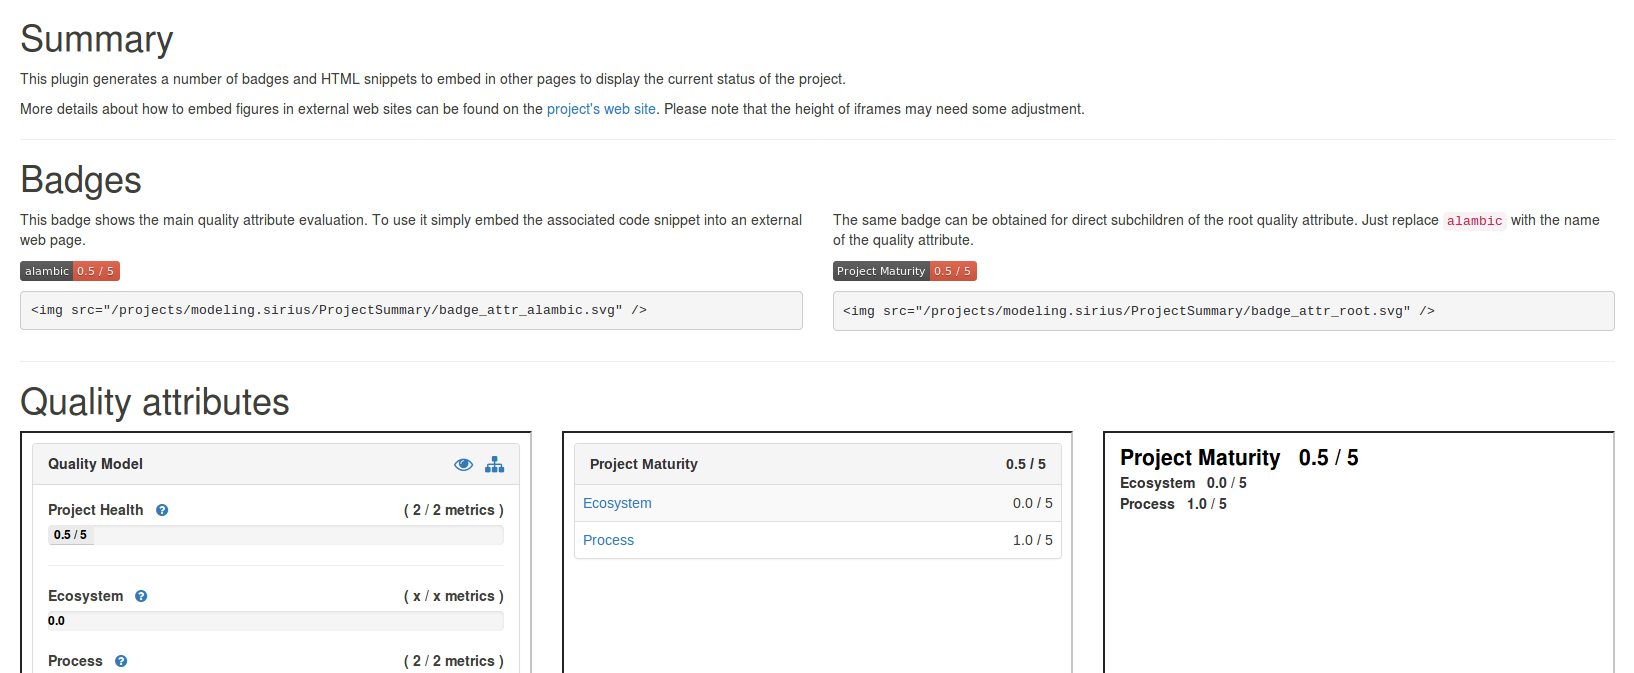 Summary
This plugin generates a number of badges and HTML snippets to embed in other pages to display the current status of the project.
More details about how to embed figures in external web sites can be found on the project's web site. Please note that the height of iframes may need some adjustment.
Badges
This badge shows the main quality attribute evaluation. To use it simply embed the associated code snippet into an external
web page.
alambic 0.5 / 5
<img src="/projects/modeling.sirius/ProjectSummary/badge_attr_alambic.svg" />
The same badge can be obtained for direct subchildren of the root quality attribute. Just replace alambic with the name
of the quality attribute.
Project Maturity 0.5 / 5
<img src="/projects/modeling.sirius/ProjectSummary/badge_attr_root.svg" />
Quality attributes
Quality Model
Project Health ( 2 / 2 metrics )
0.5 / 5
Ecosystem ( x / x metrics )
0.0
Process ( 2 / 2 metrics )
Project Maturity 0.5 / 5
Ecosystem 0.0 / 5
Process 1.0 / 5
Project Maturity 0.5 / 5
Ecosystem 0.0 / 5
Process 1.0 / 5